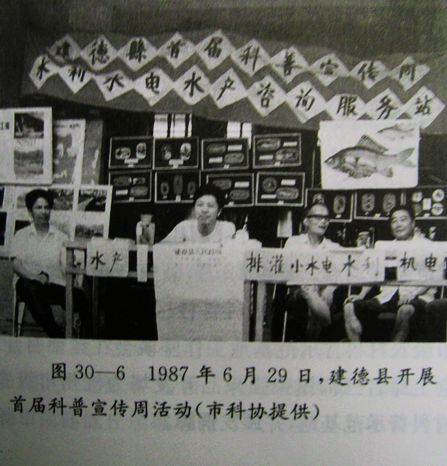 建德縣首届科普宣传周
水利水电水产咨询服务站
水产
排灌
小水电
水利
机电
图 30—6 1987 年 6 月 29 日,建德县开展
首届科普宣传周活动(市科协提供)